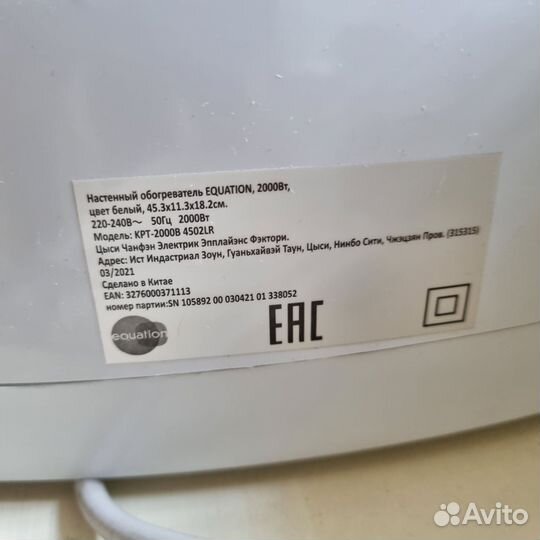 Настенный обогреватель EQUATION, 2000Вт,
цвет белый, 45.3x11.3x18.2см.
220-240В～ 50Гц 2000Вт
Модель: KPT-2000B 4502LR
Цыси Чанфэн Электрик Эпплайэнс Фэктори.
Адрес: Ист Индастриал Зоун, Гуаньхайвэй Таун, Цыси, Нинбо Сити, Чжэцзян Пров. (315315)
03/2021
Сделано в Китае
EAN: 3276000371113
номер партии:SN 105892 00 030421 01 338052
equation
EAC
Avito